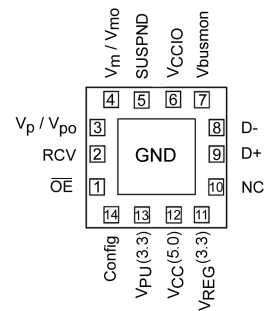 Vm / Vmo
SUSPND
VCCIO
Vbusmon
4
5
6
7
Vp / Vpo
3
8
D-
RCV
2
GND
9
D+
OE
1
10
NC
14
13
12
11
Config
VPU(3.3)
VCC(5.0)
VREG(3.3)